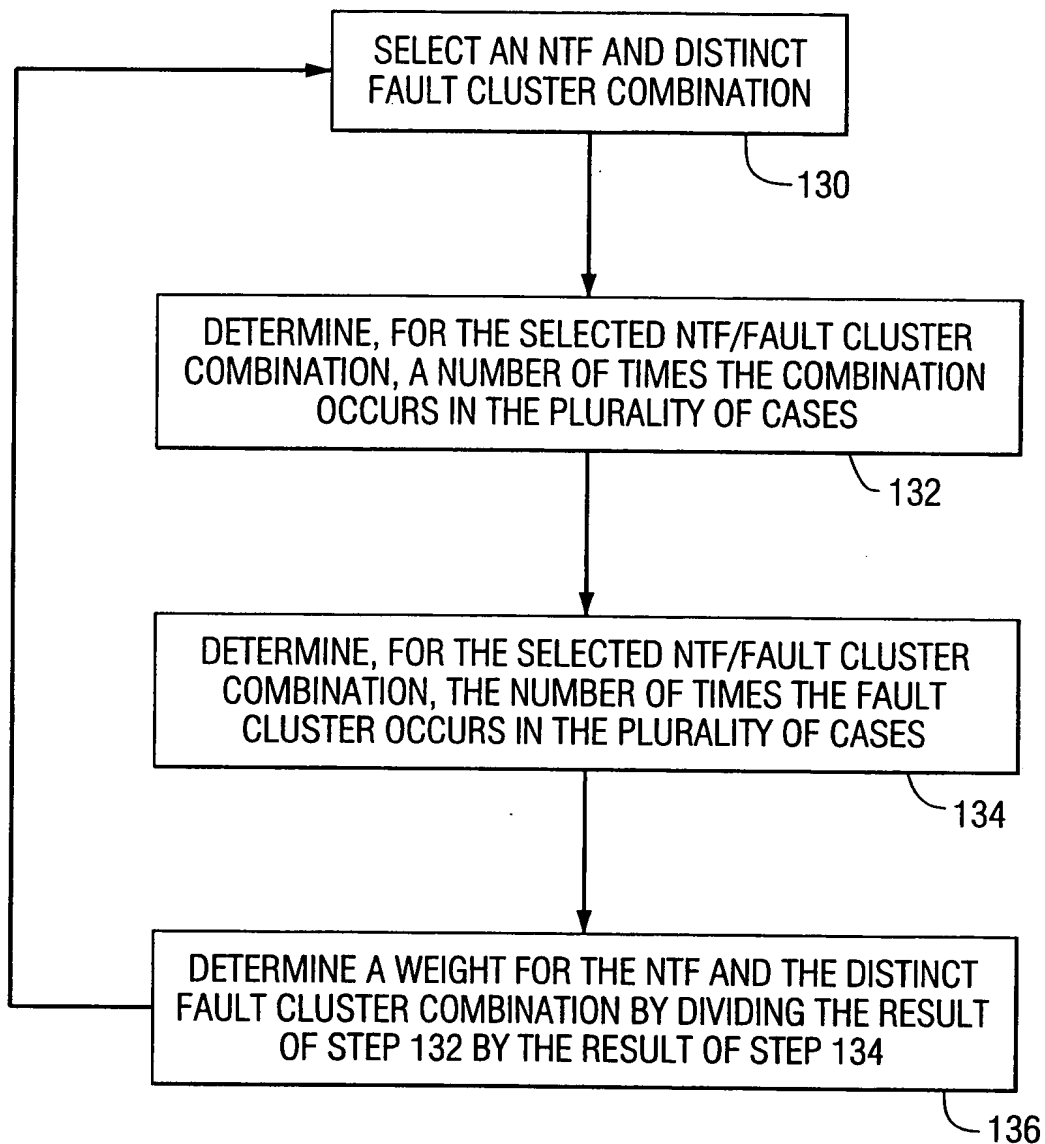 SELECT AN NTF AND DISTINCT
FAULT CLUSTER COMBINATION
130
DETERMINE, FOR THE SELECTED NTF/FAULT CLUSTER
COMBINATION, A NUMBER OF TIMES THE COMBINATION
OCCURS IN THE PLURALITY OF CASES
132
DETERMINE, FOR THE SELECTED NTF/FAULT CLUSTER
COMBINATION, THE NUMBER OF TIMES THE FAULT
CLUSTER OCCURS IN THE PLURALITY OF CASES
134
DETERMINE A WEIGHT FOR THE NTF AND THE DISTINCT
FAULT CLUSTER COMBINATION BY DIVIDING THE RESULT
OF STEP 132 BY THE RESULT OF STEP 134
136